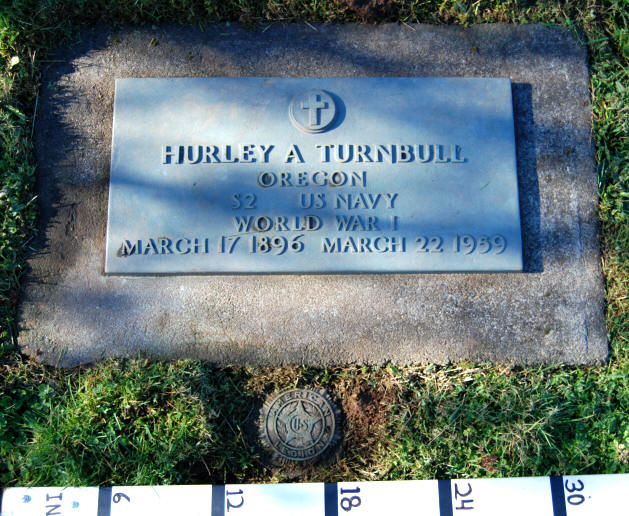 HURLEY A TURNBULL
OREGON
S2 US NAVY
WORLD WAR I
MARCH 17 1896 MARCH 22 1959
AMERICAN
US
LEGION
IN
6
12
18
24
30